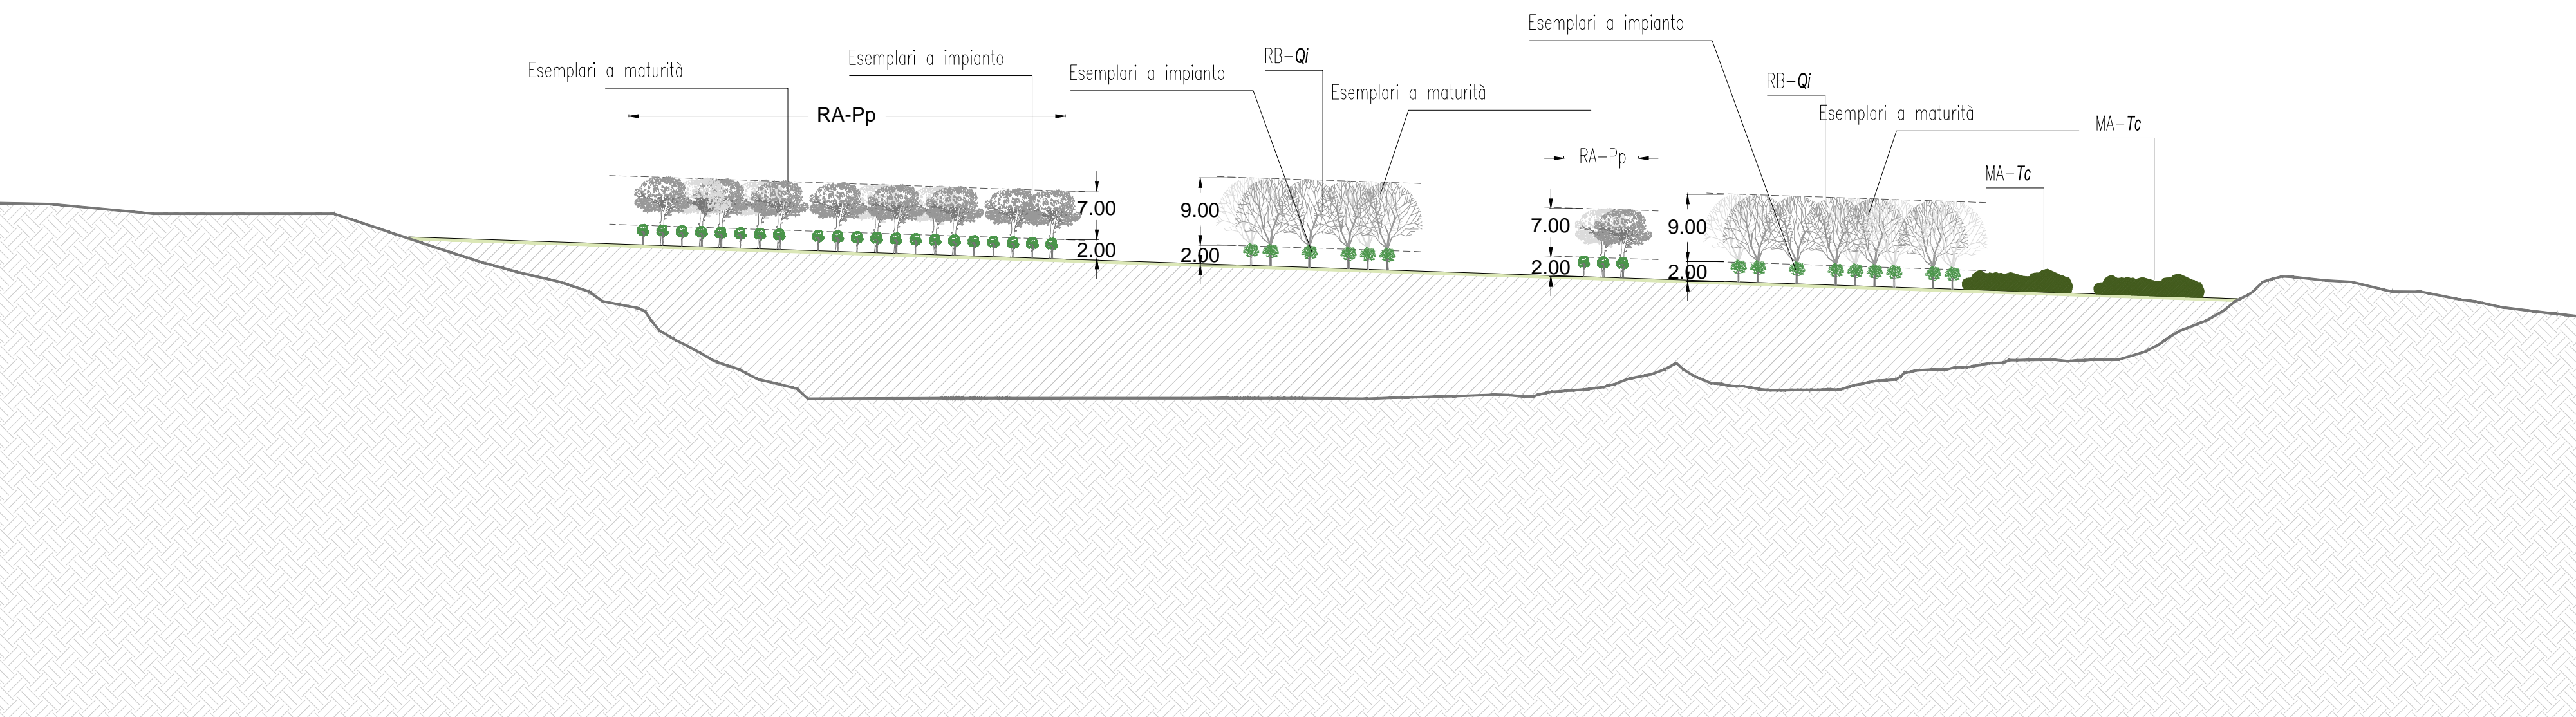 Esemplari a impianto
Esemplari a maturità
Esemplari a impianto
Esemplari a impianto
RB-Qi
Esemplari a maturità
RB-Qi
Esemplari a maturità
MA-Tc
RA-Pp
RA-Pp
MA-Tc
7.00
2.00
9.00
2.00
7.00
2.00
9.00
2.00